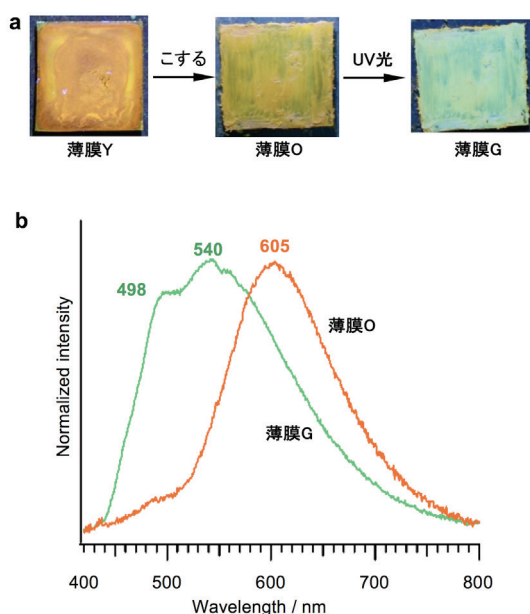 a
こする
UV光
薄膜Y
薄膜O
薄膜G
b
498
540
605
薄膜O
薄膜G
Normalized intensity
400
500
600
700
800
Wavelength / nm